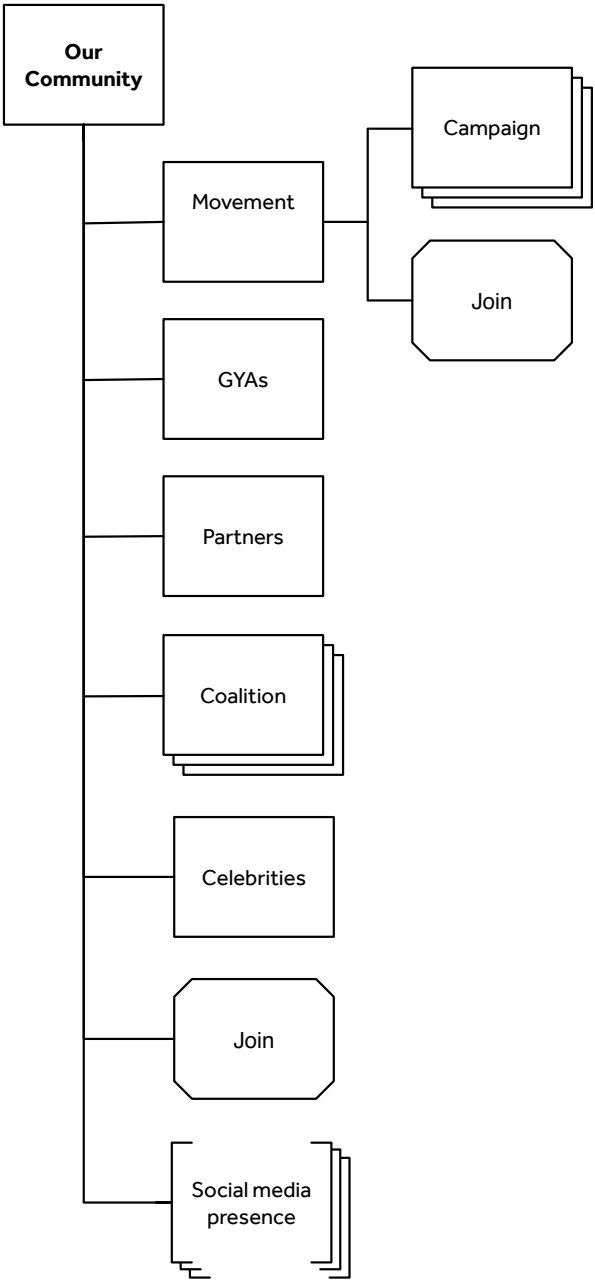 Our
Community
Movement
Campaign
Join
GYAs
Partners
Coalition
Celebrities
Join
Social media
presence